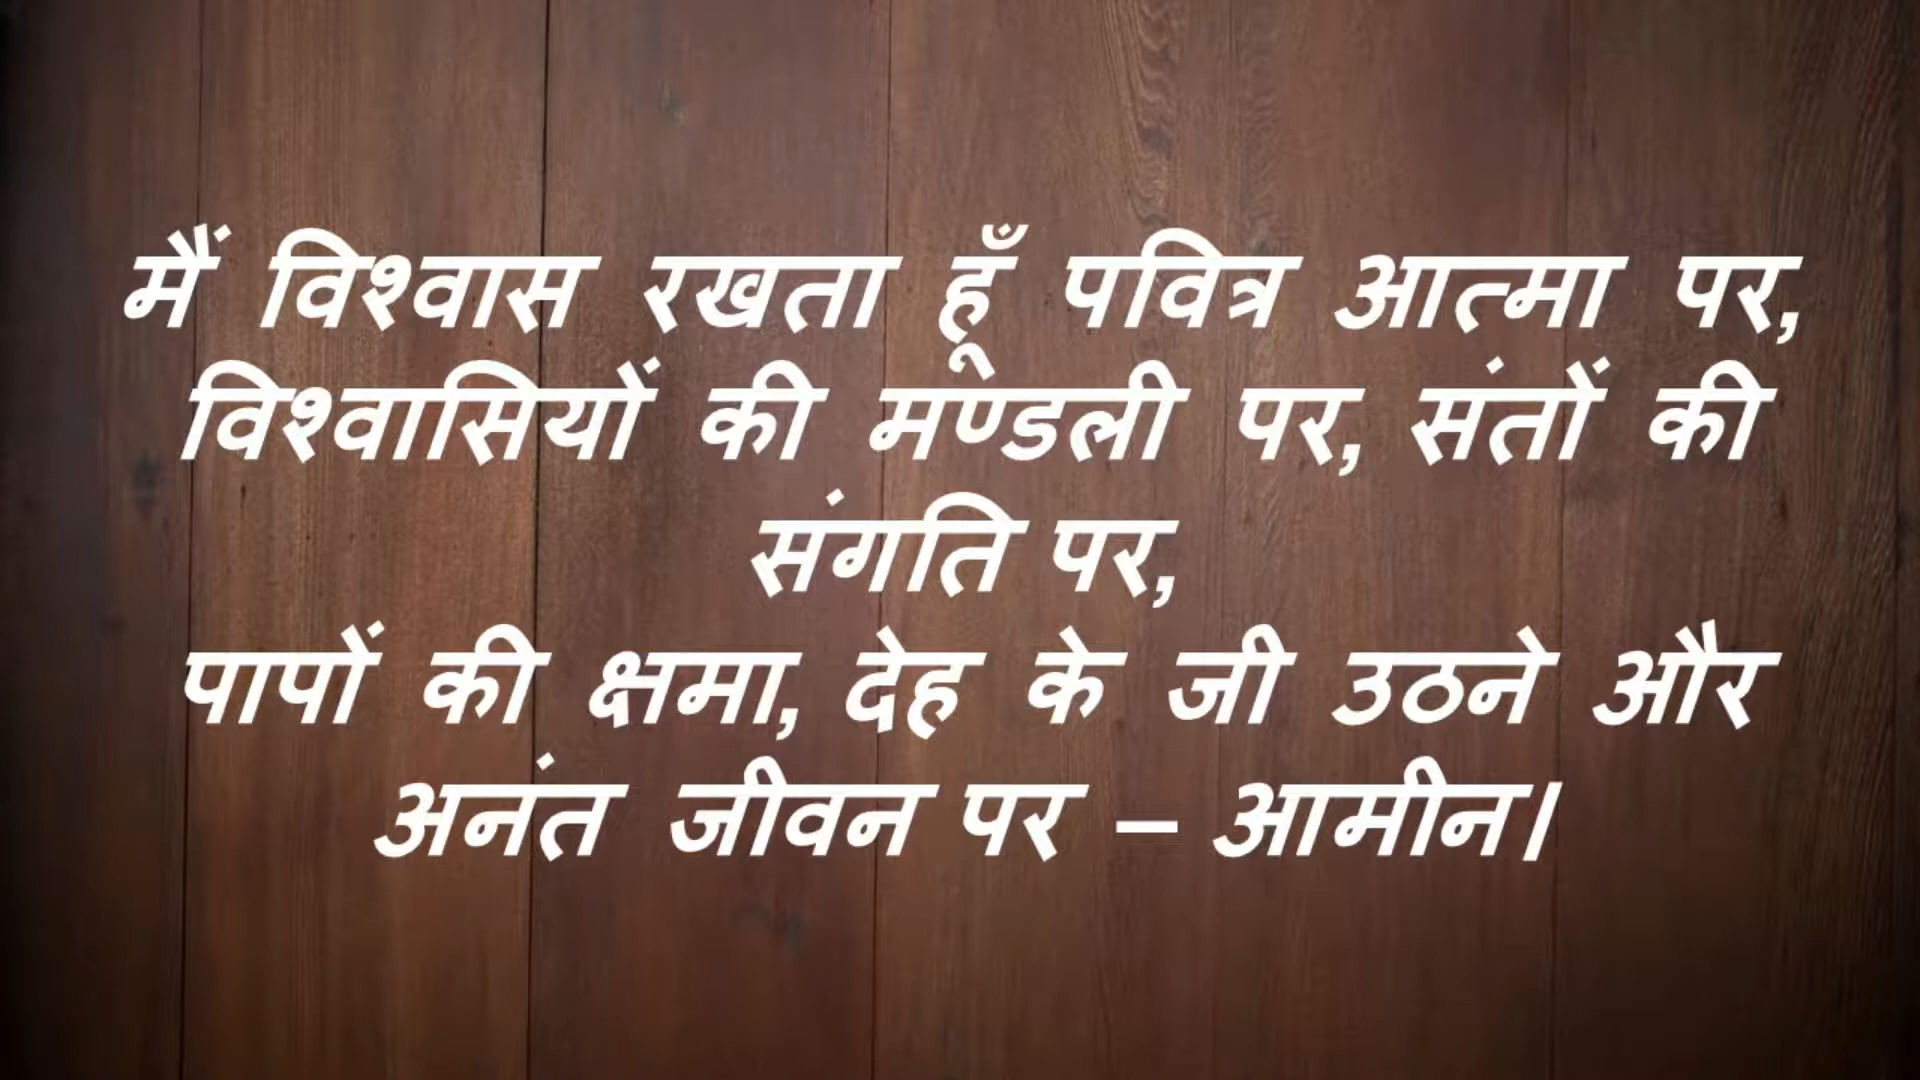 मैं विश्वास रखता हूँ पवित्र आत्मा पर,
विश्वासियों की मण्डली पर, संतों की
संगति पर,
पापों की क्षमा, देह के जी उठने और
अनंत जीवन पर – आमीन।